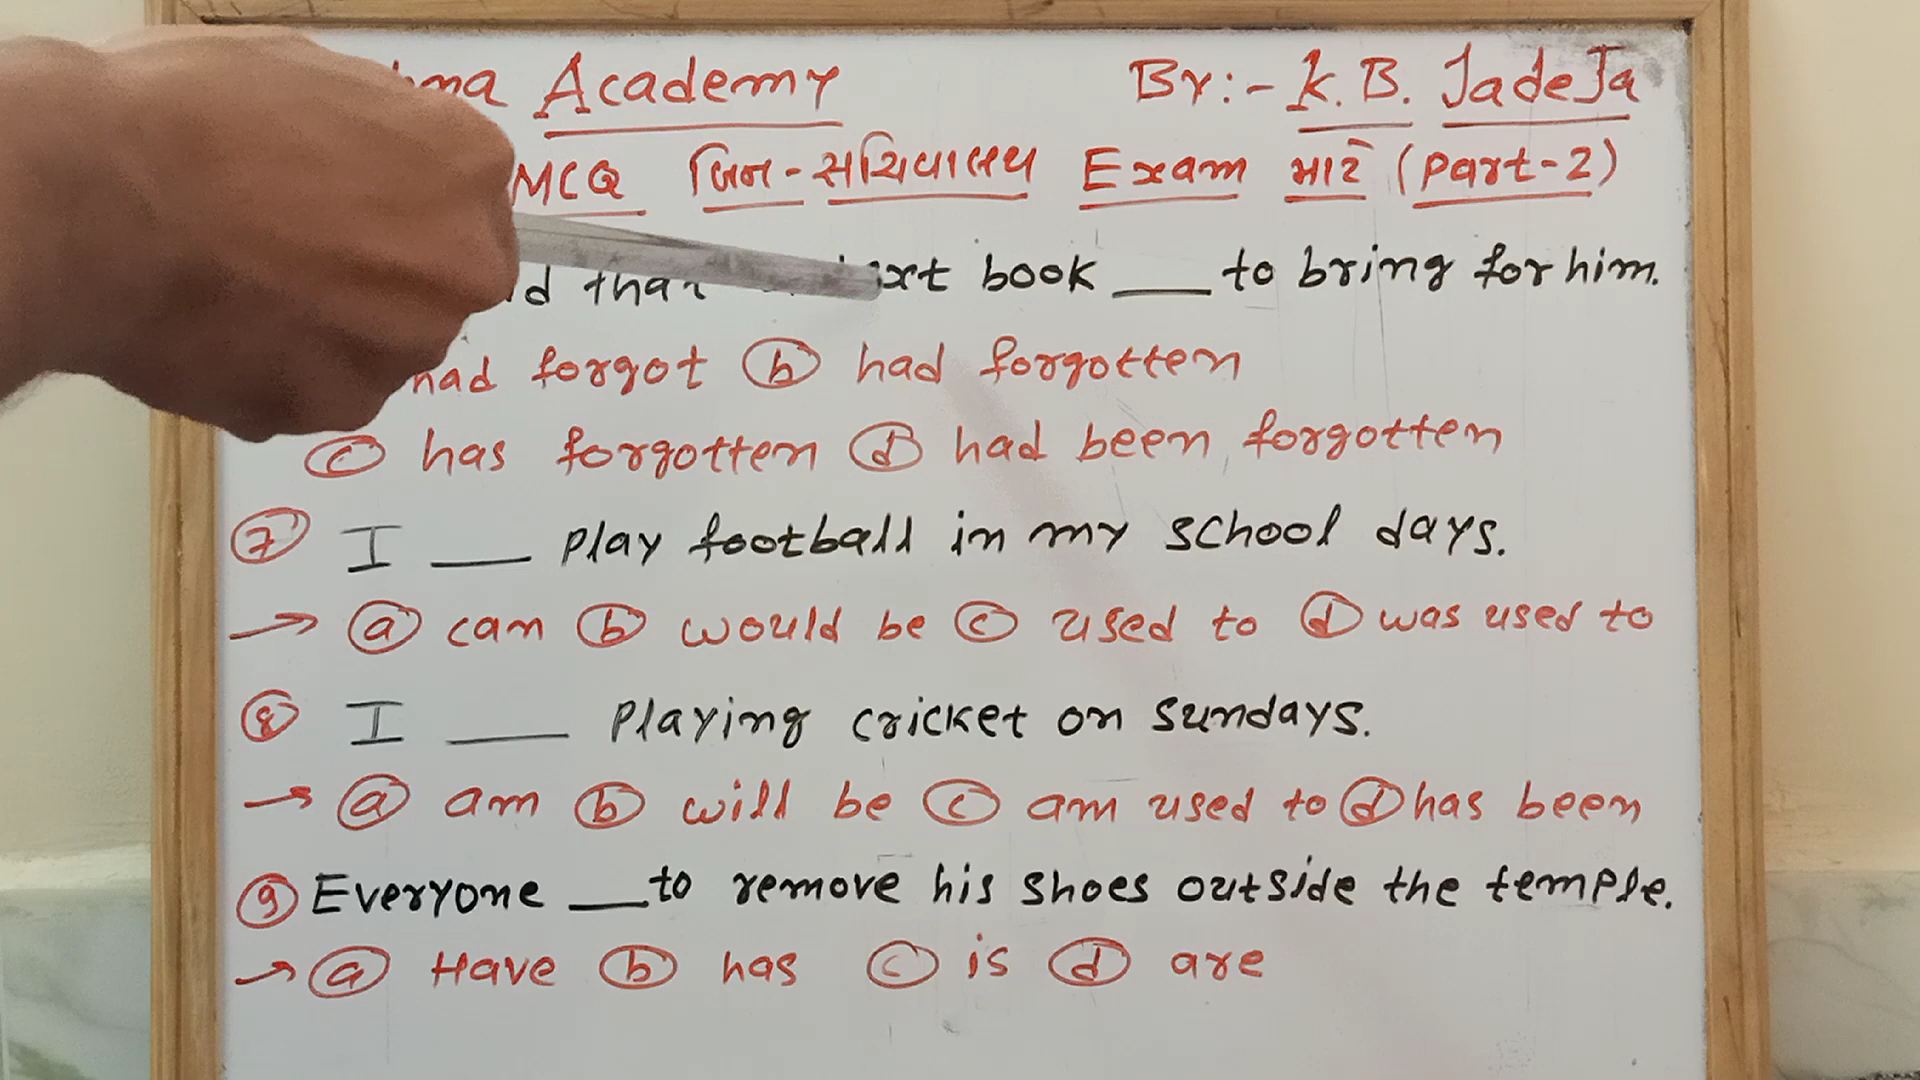 Academy By:- K. B. JadeJa
MCQ બિન-સચિવાલય Exam માટે (Part-2)
book ___ to bring for him.
had forgot ⓑ had forgotten
ⓒ has forgotten ⓓ had been forgotten
⑦ I ___ play football in my school days.
→ ⓐ can ⓑ would be ⓒ used to ⓓ was used to
⑧ I ___ playing cricket on sundays.
→ ⓐ am ⓑ will be ⓒ am used to ⓓ has been
⑨ Everyone ___ to remove his shoes outside the temple.
→ ⓐ Have ⓑ has ⓒ is ⓓ are